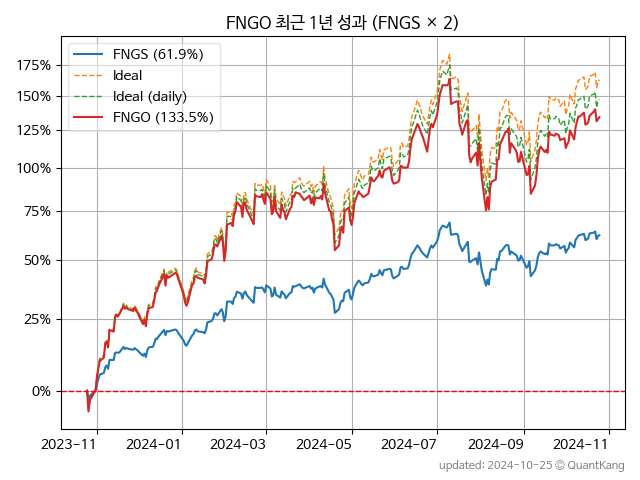 FNGO 최근 1년 성과 (FNGS × 2)
FNGS (61.9%)
Ideal
Ideal (daily)
FNGO (133.5%)
175%
150%
125%
100%
75%
50%
25%
0%
2023-11 2024-01 2024-03 2024-05 2024-07 2024-09 2024-11
updated: 2024-10-25 © QuantKang